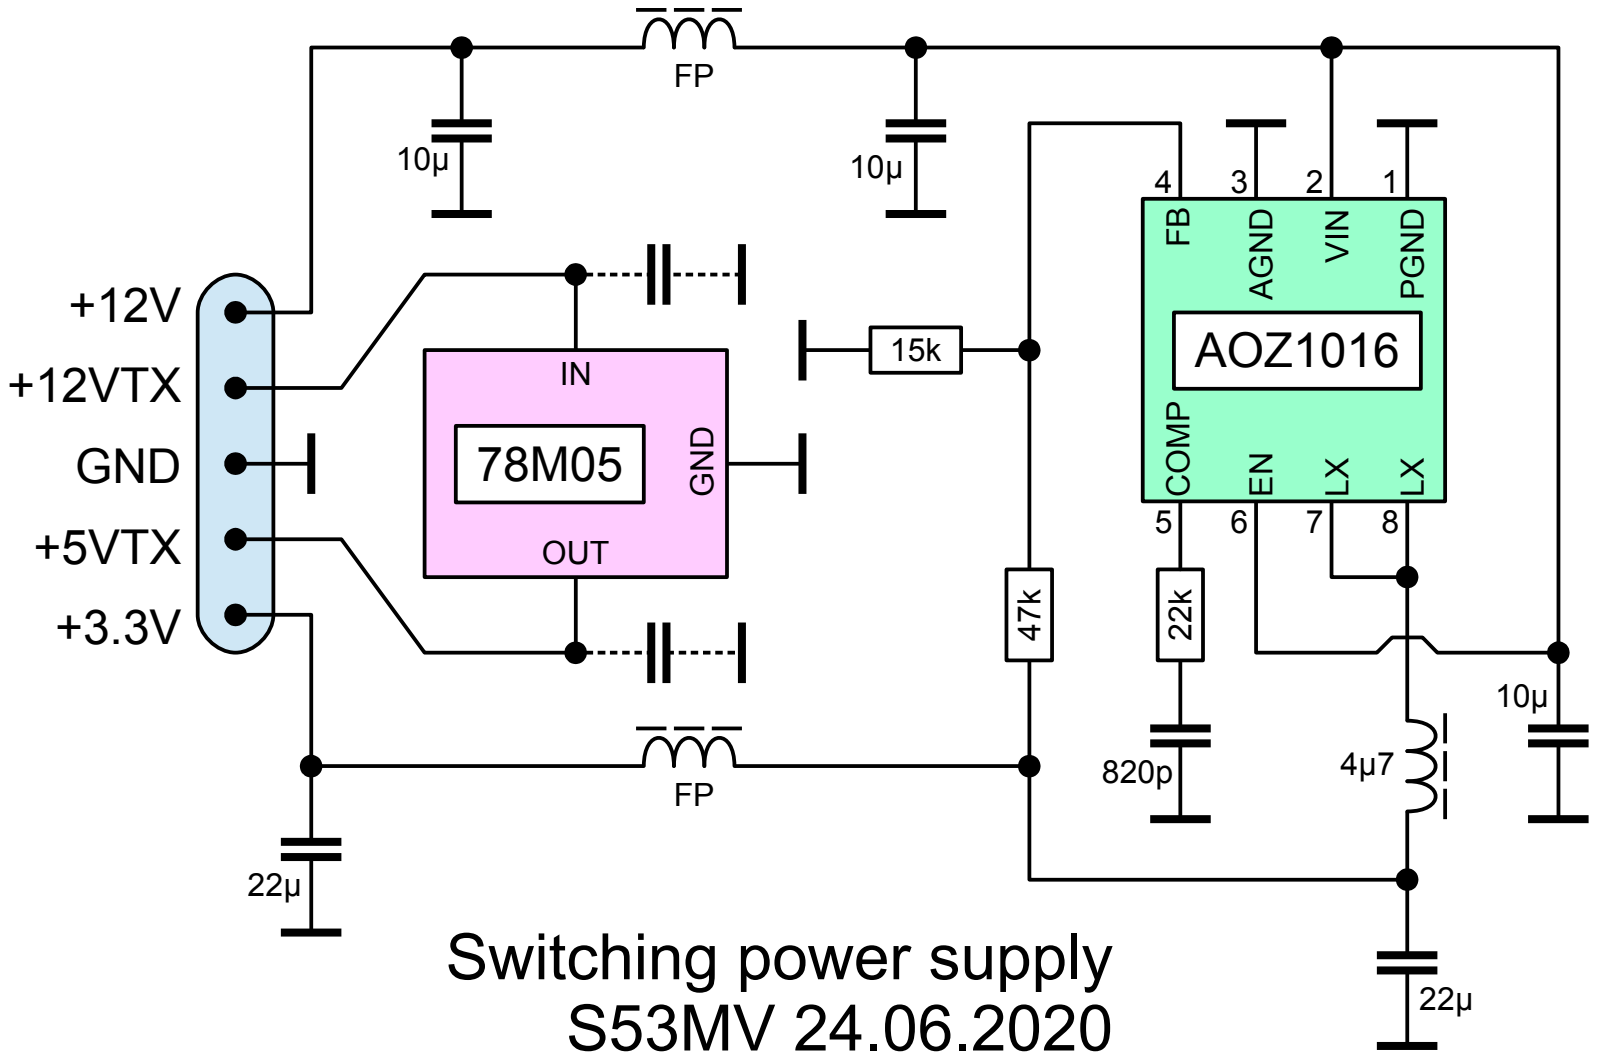 FP
10µ
10µ
4
3
2
1
FB
AGND
VIN
PGND
+12V
+12VTX
GND
+5VTX
+3.3V
IN
78M05
GND
OUT
15k
AOZ1016
COMP
EN
LX
LX
5
6
7
8
47k
22k
10µ
820p
4µ7
FP
22µ
22µ
Switching power supply
S53MV 24.06.2020